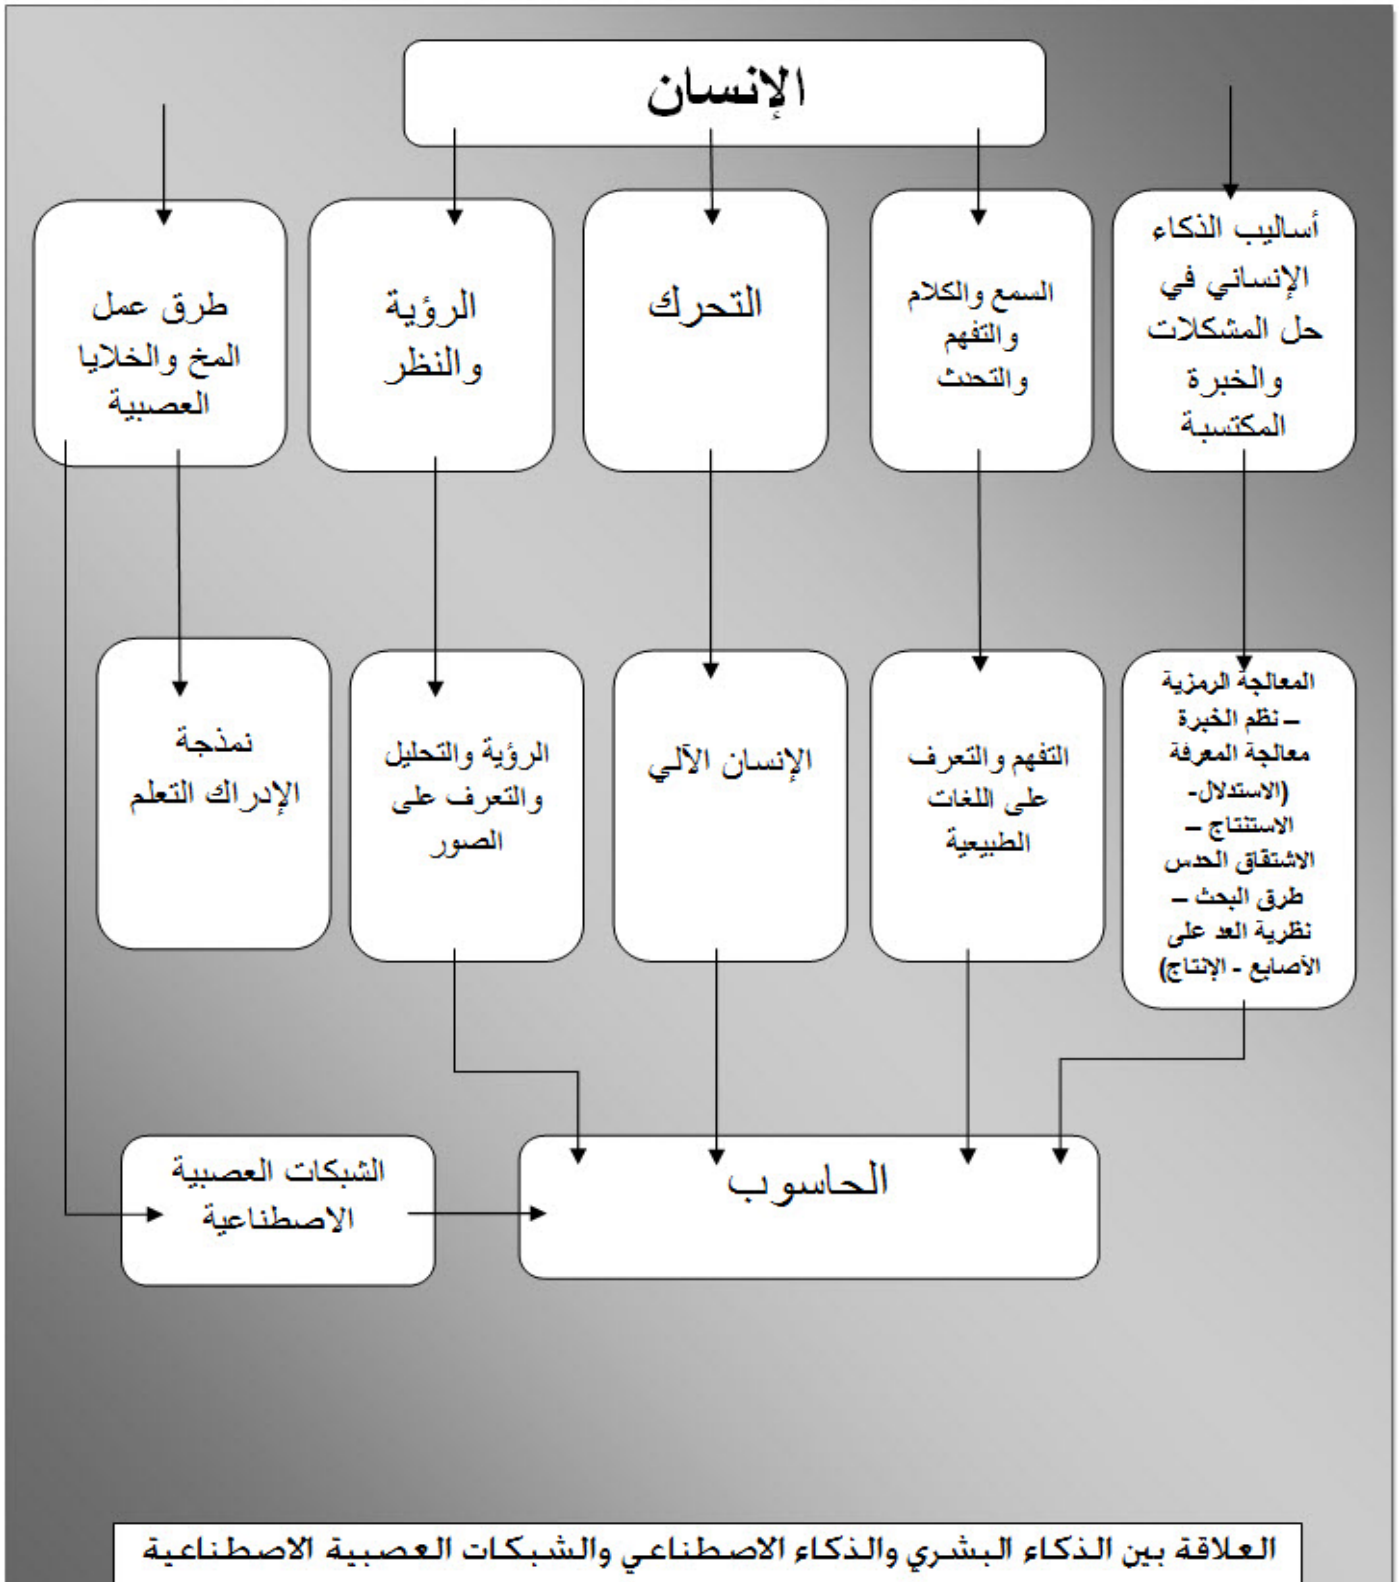 الإنسان
أساليب الذكاء
الإنساني في
حل المشكلات
والخبرة
المكتسبة
السمع والكلام
والتفهم
والتحدث
التحرك
الرؤية
والنظر
طرق عمل
المخ والخلايا
العصبية
المعالجة الرمزية
– نظم الخبرة
معالجة المعرفة
(الاستدلال-
الاستنتاج –
الاشتقاق الحدس
طرق البحث –
نظرية العد على
الأصابع - الإنتاج)
التفهم والتعرف
على اللغات
الطبيعية
الإنسان الآلي
الرؤية والتحليل
والتعرف على
الصور
نمذجة
الإدراك التعلم
الحاسوب
الشبكات العصبية
الاصطناعية
العلاقة بين الذكاء البشري والذكاء الاصطناعي والشبكات العصبية الاصطناعية